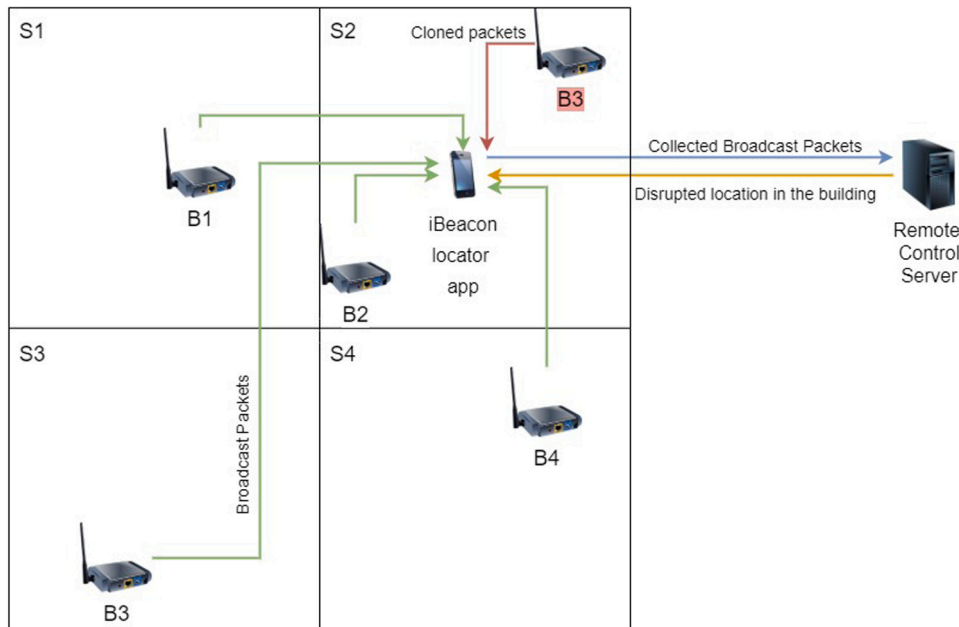 S1
S2
Cloned packets
B3
B1
Collected Broadcast Packets
Disrupted location in the building
iBeacon
locator
app
Remote
Control
Server
B2
S3
S4
Broadcast Packets
B4
B3